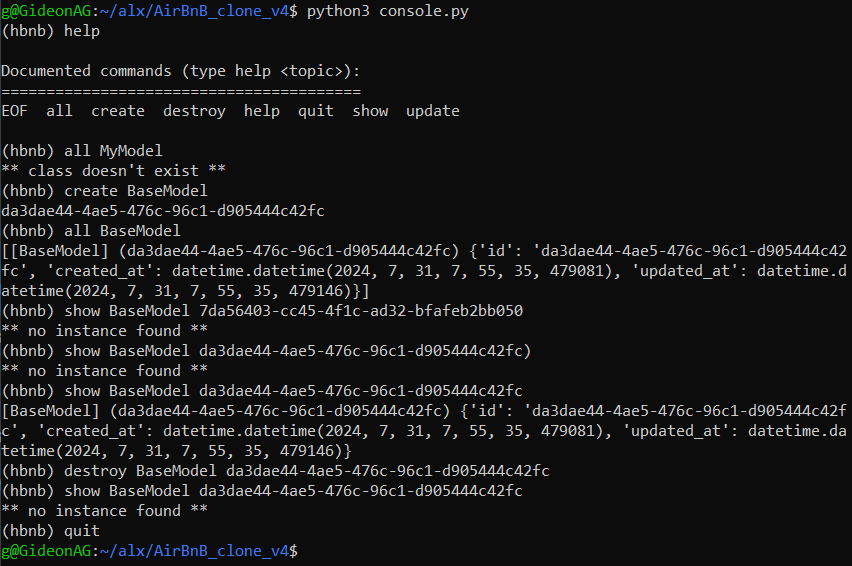 g@GideonAG:~/alx/AirBnB_clone_v4$ python3 console.py
(hbnb) help
Documented commands (type help <topic>):
========================================
EOF  all  create  destroy  help  quit  show  update
(hbnb) all MyModel
** class doesn't exist **
(hbnb) create BaseModel
da3dae44-4ae5-476c-96c1-d905444c42fc
(hbnb) all BaseModel
[[BaseModel] (da3dae44-4ae5-476c-96c1-d905444c42fc) {'id': 'da3dae44-4ae5-476c-96c1-d905444c42
fc', 'created_at': datetime.datetime(2024, 7, 31, 7, 55, 35, 479081), 'updated_at': datetime.d
atetime(2024, 7, 31, 7, 55, 35, 479146)}]
(hbnb) show BaseModel 7da56403-cc45-4f1c-ad32-bfafeb2bb050
** no instance found **
(hbnb) show BaseModel da3dae44-4ae5-476c-96c1-d905444c42fc)
** no instance found **
(hbnb) show BaseModel da3dae44-4ae5-476c-96c1-d905444c42fc
[BaseModel] (da3dae44-4ae5-476c-96c1-d905444c42fc) {'id': 'da3dae44-4ae5-476c-96c1-d905444c42f
c', 'created_at': datetime.datetime(2024, 7, 31, 7, 55, 35, 479081), 'updated_at': datetime.da
tetime(2024, 7, 31, 7, 55, 35, 479146)}
(hbnb) destroy BaseModel da3dae44-4ae5-476c-96c1-d905444c42fc
(hbnb) show BaseModel da3dae44-4ae5-476c-96c1-d905444c42fc
** no instance found **
(hbnb) quit
g@GideonAG:~/alx/AirBnB_clone_v4$